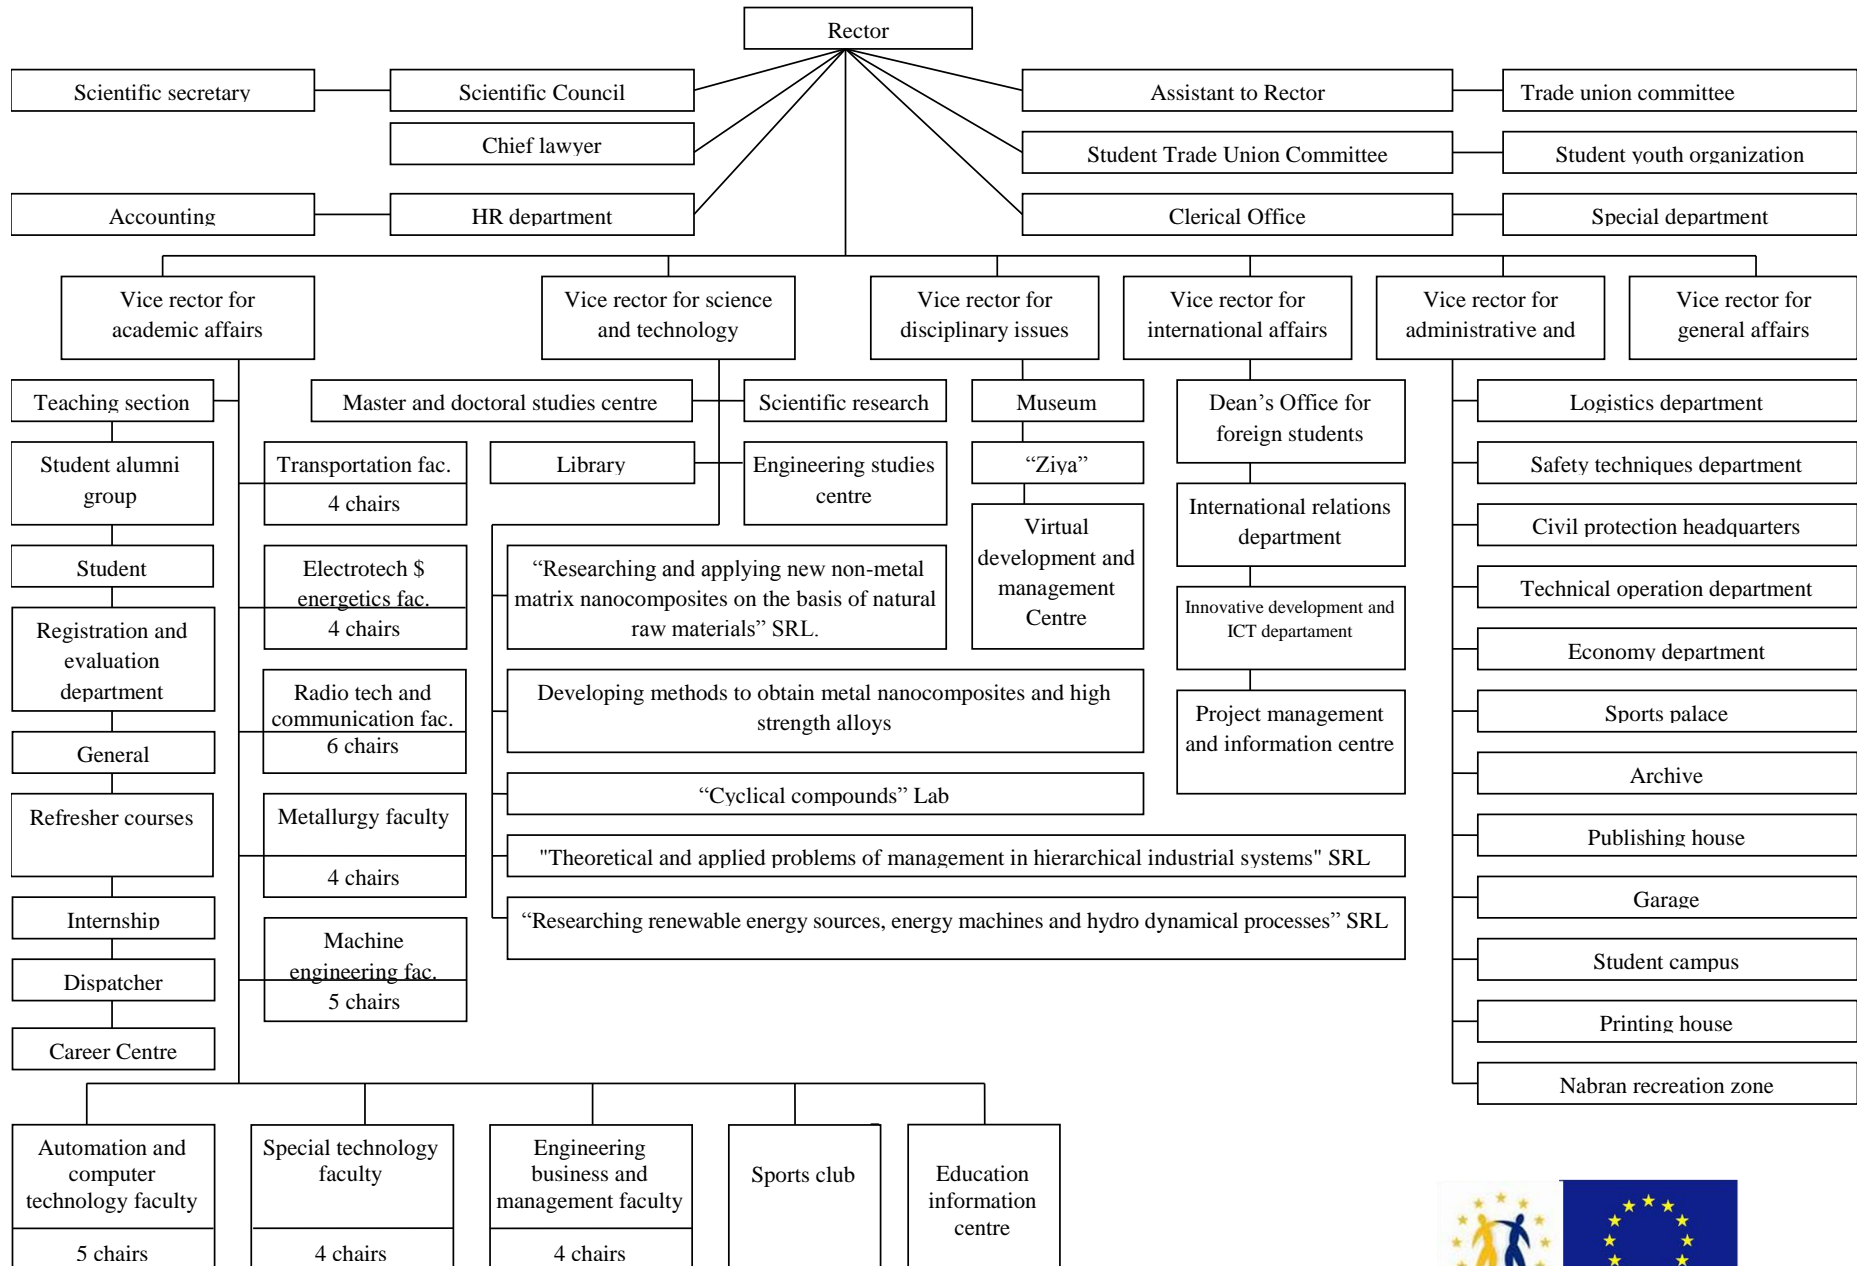 Rector
Scientific secretary
Scientific Council
Assistant to Rector
Trade union committee
Chief lawyer
Student Trade Union Committee
Student youth organization
Accounting
HR department
Clerical Office
Special department
Vice rector for
academic affairs
Vice rector for science
and technology
Vice rector for
disciplinary issues
Vice rector for
international affairs
Vice rector for
administrative and
Vice rector for
general affairs
Teaching section
Student alumni
group
Student
Registration and
evaluation
department
General
Refresher courses
Internship
Dispatcher
Career Centre
Transportation fac.
4 chairs
Electrotech $
energetics fac.
4 chairs
Radio tech and
communication fac.
6 chairs
Metallurgy faculty
4 chairs
Machine
engineering fac.
5 chairs
Master and doctoral studies centre
Scientific research
Library
Engineering studies
centre
“Researching and applying new non-metal
matrix nanocomposites on the basis of natural
raw materials” SRL.
Developing methods to obtain metal nanocomposites and high
strength alloys
“Cyclical compounds” Lab
"Theoretical and applied problems of management in hierarchical industrial systems" SRL
“Researching renewable energy sources, energy machines and hydro dynamical processes” SRL
Museum
“Ziya”
Virtual
development and
management
Centre
Dean’s Office for
foreign students
International relations
department
Innovative development and
ICT departament
Project management
and information centre
Logistics department
Safety techniques department
Civil protection headquarters
Technical operation department
Economy department
Sports palace
Archive
Publishing house
Garage
Student campus
Printing house
Nabran recreation zone
Automation and
computer
technology faculty
5 chairs
Special technology
faculty
4 chairs
Engineering
business and
management faculty
4 chairs
Sports club
Education
information
centre